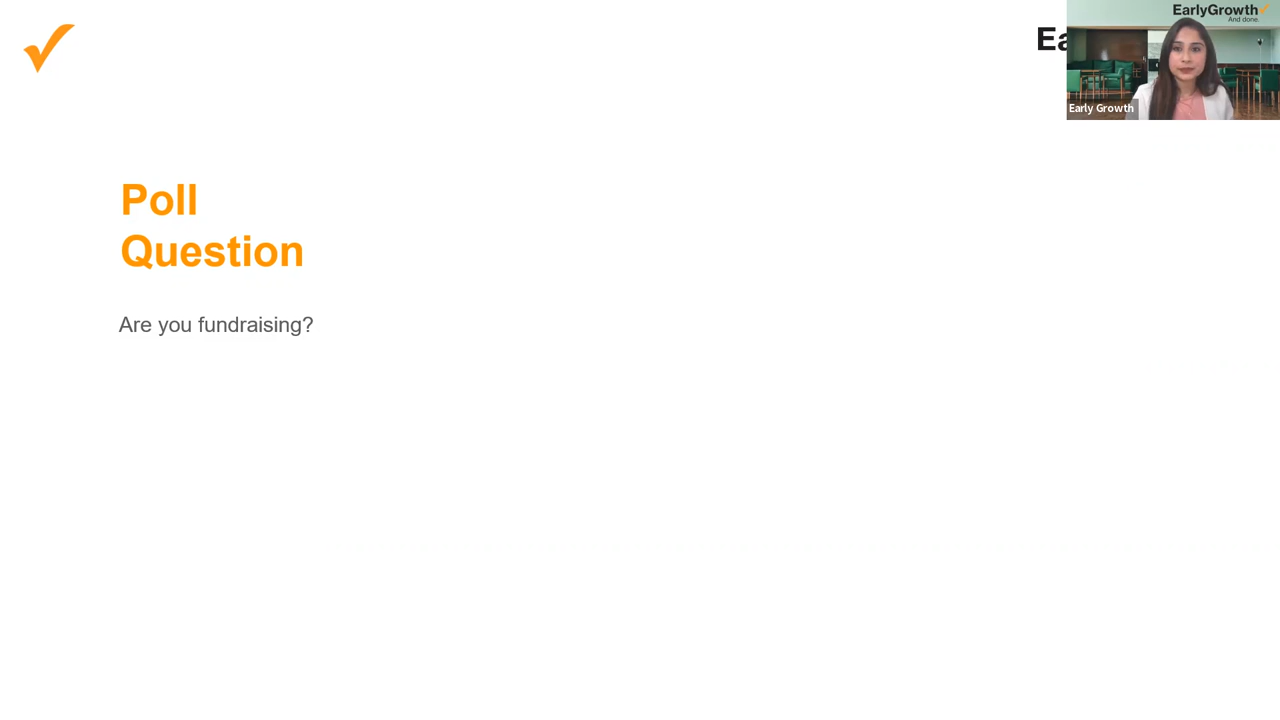 Ea
EarlyGrowth
And done.
Early Growth
Poll
Question
Are you fundraising?